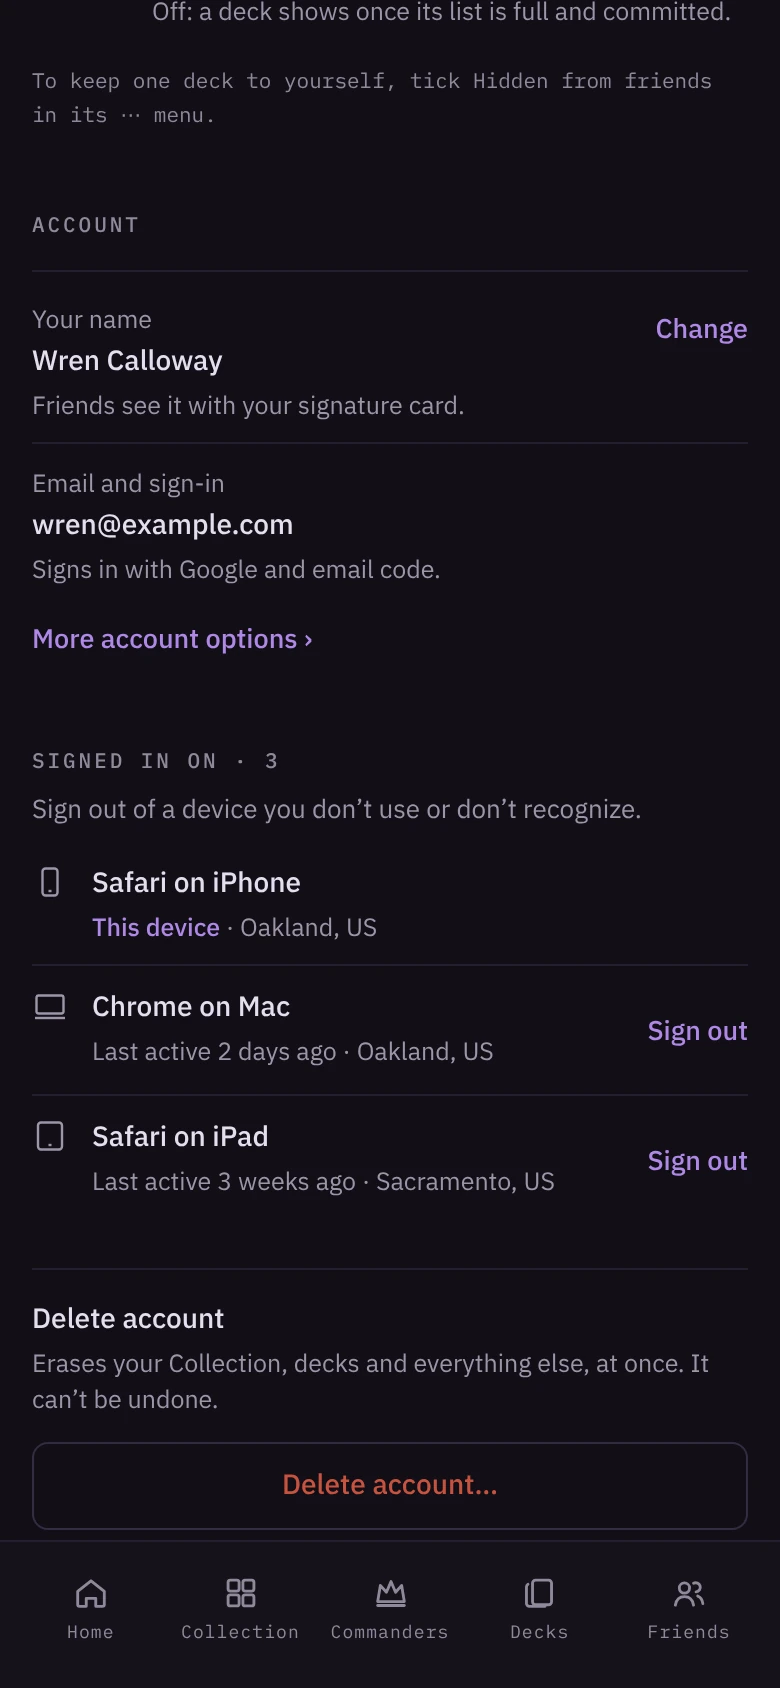 Off: a deck shows once its list is full and committed.
To keep one deck to yourself, tick Hidden from friends
in its ··· menu.
ACCOUNT
Your name
Change
Wren Calloway
Friends see it with your signature card.
Email and sign-in
wren@example.com
Signs in with Google and email code.
More account options ›
SIGNED IN ON · 3
Sign out of a device you don’t use or don’t recognize.
Safari on iPhone
This device · Oakland, US
Chrome on Mac
Last active 2 days ago · Oakland, US
Sign out
Safari on iPad
Last active 3 weeks ago · Sacramento, US
Sign out
Delete account
Erases your Collection, decks and everything else, at once. It
can’t be undone.
Delete account…
Home
Collection
Commanders
Decks
Friends